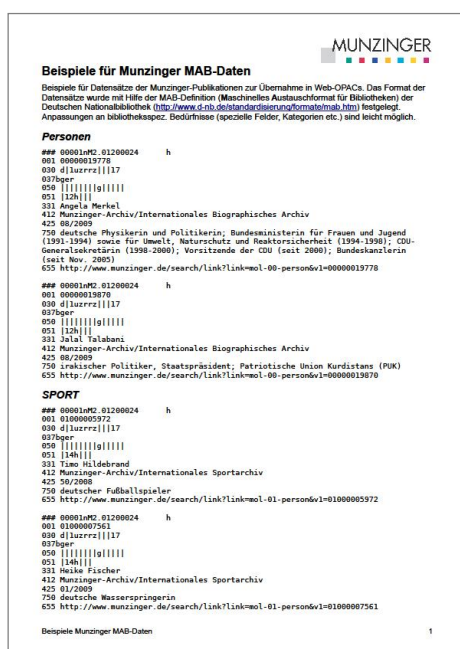 MUNZINGER
Beispiele für Munzinger MAB-Daten
Beispiele für Datensätze der Munzinger-Publikationen zur Übernahme in Web-OPACs. Das Format der
Datensätze wurde mit Hilfe der MAB-Definition (Maschinelles Austauschformat für Bibliotheken) der
Deutschen Nationalbibliothek (http://www.d-nb.de/standardisierung/formate/mab.htm) festgelegt.
Anpassungen an bibliotheksspez. Bedürfnisse (spezielle Felder, Kategorien etc.) sind leicht möglich.
Personen
### 00001nM2.01200024 h
001 00000019778
030 d|1uzrrz|||17
037bger
050 ||||||||g|||||
051 |12h|||
331 Angela Merkel
412 Munzinger-Archiv/Internationales Biographisches Archiv
425 08/2009
750 deutsche Physikerin und Politikerin; Bundesministerin für Frauen und Jugend
(1991-1994) sowie für Umwelt, Naturschutz und Reaktorsicherheit (1994-1998); CDU-
Generalsekretärin (1998-2000); Vorsitzende der CDU (seit 2000); Bundeskanzlerin
(seit Nov. 2005)
655 http://www.munzinger.de/search/link?link=mol-00-person&v1=00000019778
### 00001nM2.01200024 h
001 00000019870
030 d|1uzrrz|||17
037bger
050 ||||||||g|||||
051 |12h|||
331 Jalal Talabani
412 Munzinger-Archiv/Internationales Biographisches Archiv
425 08/2009
750 irakischer Politiker, Staatspräsident; Patriotische Union Kurdistans (PUK)
655 http://www.munzinger.de/search/link?link=mol-00-person&v1=00000019870
SPORT
### 00001nM2.01200024 h
001 01000005972
030 d|1uzrrz|||17
037bger
050 ||||||||g|||||
051 |14h|||
331 Timo Hildebrand
412 Munzinger-Archiv/Internationales Sportarchiv
425 50/2008
750 deutscher Fußballspieler
655 http://www.munzinger.de/search/link?link=mol-01-person&v1=01000005972
### 00001nM2.01200024 h
001 01000007561
030 d|1uzrrz|||17
037bger
050 ||||||||g|||||
051 |14h|||
331 Heike Fischer
412 Munzinger-Archiv/Internationales Sportarchiv
425 01/2009
750 deutsche Wasserspringerin
655 http://www.munzinger.de/search/link?link=mol-01-person&v1=01000007561
Beispiele Munzinger MAB-Daten 1